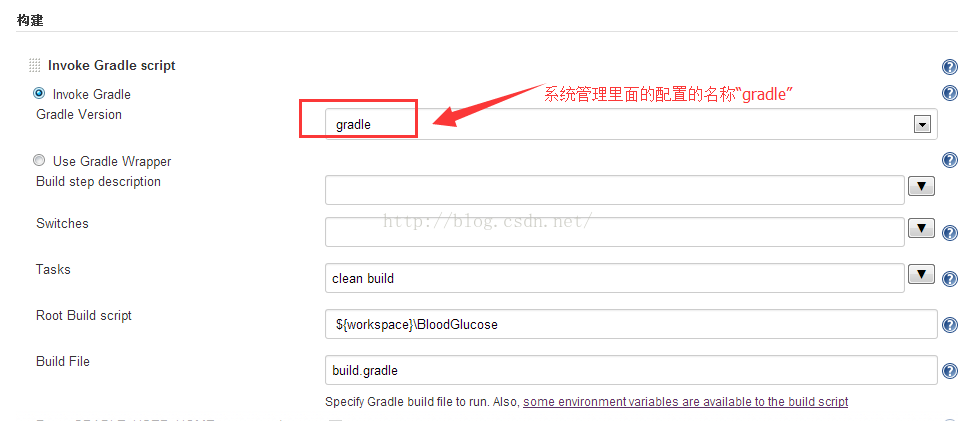 构建
Invoke Gradle script
Invoke Gradle
系统管理里面的配置的名称“gradle”
Gradle Version
gradle
Use Gradle Wrapper
Build step description
http://blog.csdn.net/
Switches
Tasks
clean build
Root Build script
${workspace}\BloodGlucose
Build File
build.gradle
Specify Gradle build file to run. Also, some environment variables are available to the build script